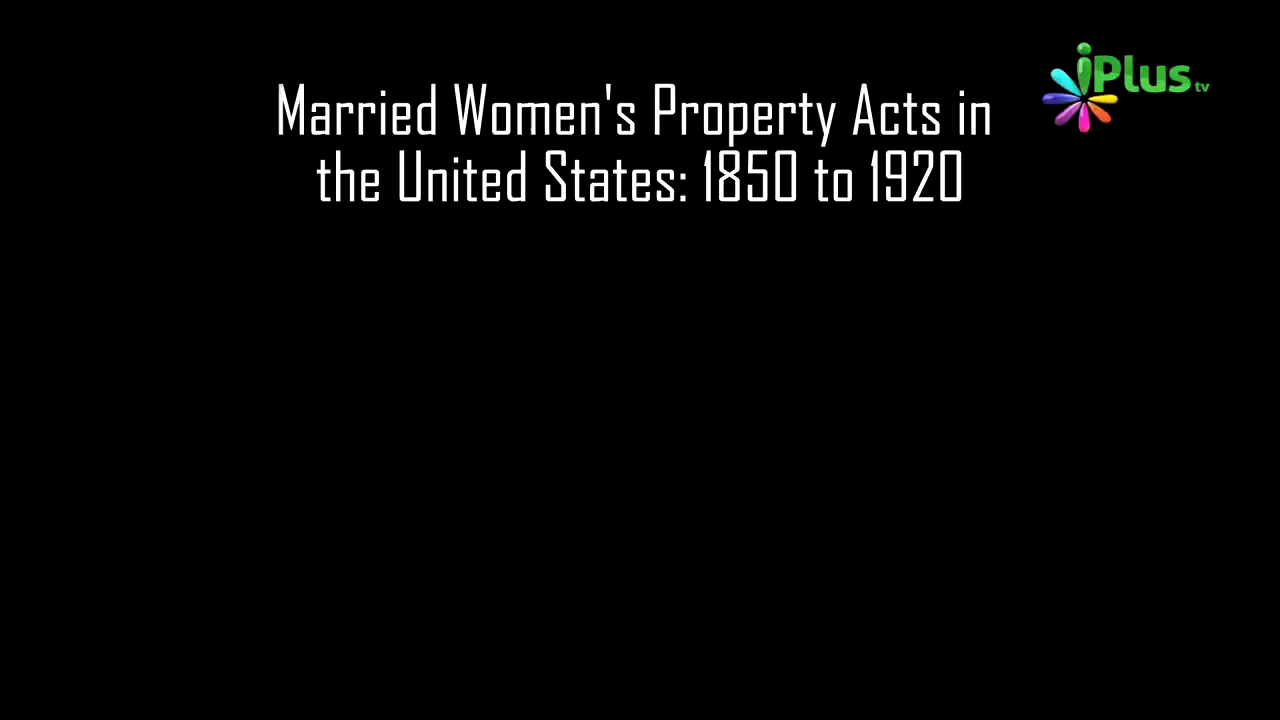 Married Women's Property Acts in
the United States: 1850 to 1920
iPlus tv